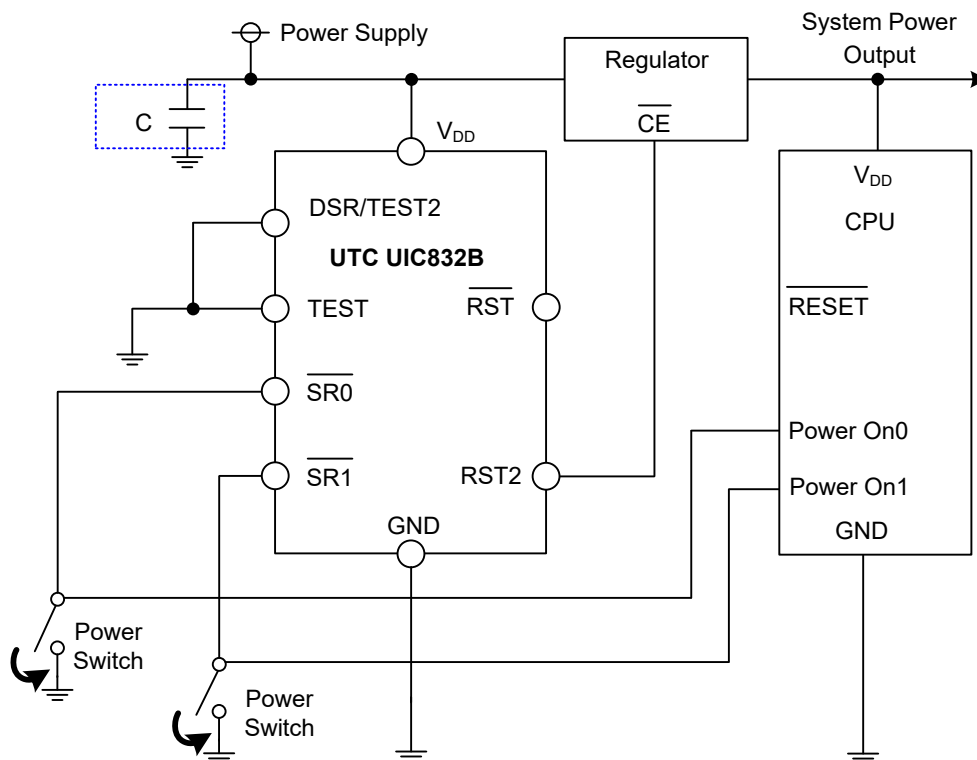 Power Supply
System Power
Output
Regulator
CE
C
VDD
DSR/TEST2
UTC UIC832B
TEST
RST
SR0
SR1
RST2
GND
VDD
CPU
RESET
Power On0
Power On1
GND
Power
Switch
Power
Switch